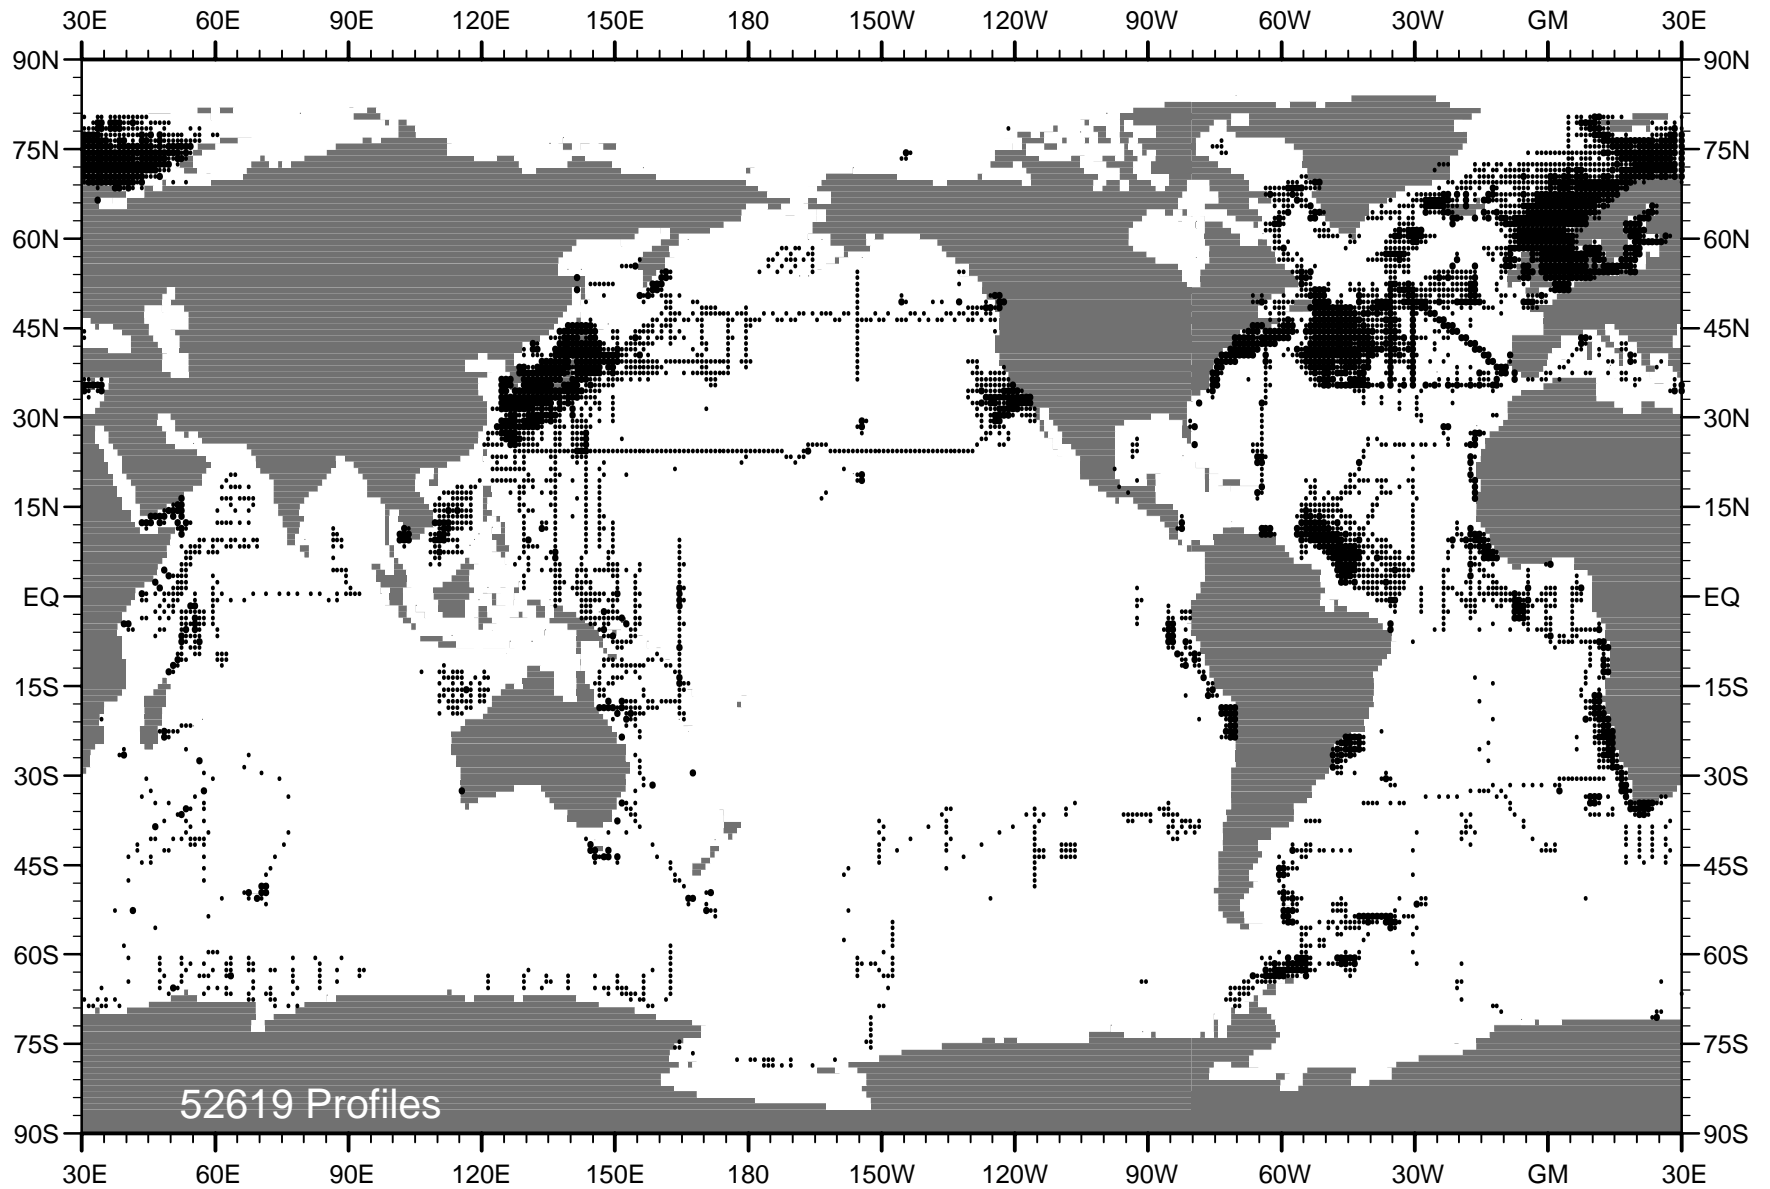 30E 60E 90E 120E 150E 180 150W 120W 90W 60W 30W GM 30E
90N 90N
75N 75N
60N 60N
45N 45N
30N 30N
15N 15N
EQ EQ
15S 15S
30S 30S
45S 45S
60S 60S
75S 75S
52619 Profiles
90S 90S
30E 60E 90E 120E 150E 180 150W 120W 90W 60W 30W GM 30E